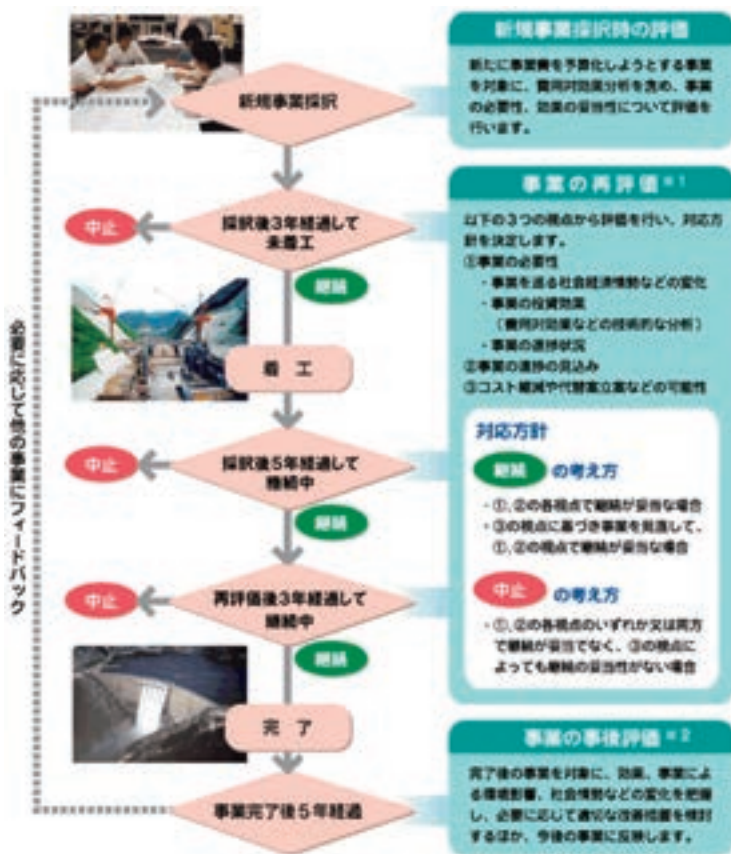 新規事業採択時の評価
新たに事業費を予算化しようとする事業
を対象に、費用対効果分析を含め、事業
の必要性、効果の妥当性について評価を
行います。
新規事業採択
事業の再評価※1
以下の3つの視点から評価を行い、対応方
針を決定します。
①事業の必要性
・事業を巡る社会経済情勢などの変化
・事業の投資効果
（費用対効果などの技術的な分析）
・事業の進捗状況
②事業の進捗の見込み
③コスト縮減や代替案立案などの可能性
対応方針
継続 の考え方
・①、②の各視点で継続が妥当な場合
・③の視点に基づき事業を見直して、
①、②の視点で継続が妥当な場合
中止 の考え方
・①、②の各視点のいずれか又は両方
で継続が妥当でなく、③の視点に
よっても継続の妥当性がない場合
採択後3年経過して
未着工
中止
継続
着工
採択後5年経過して
継続中
中止
継続
再評価後3年経過して
継続中
中止
継続
完了
事業完了後5年経過
事業の事後評価※2
完了後の事業を対象に、効果、事業によ
る環境影響、社会情勢などの変化を把握
し、必要に応じて適切な改善措置を検討
するほか、今後の事業に反映します。
必要に応じて他の事業にフィードバック